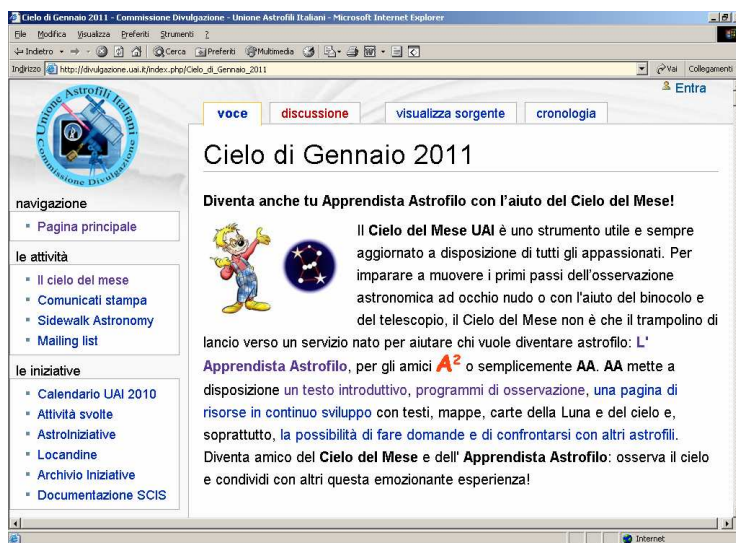 Cielo di Gennaio 2011 - Commissione Divulgazione - Unione Astrofili Italiani - Microsoft Internet Explorer
File Modifica Visualizza Preferiti Strumenti ?
Indietro Cerca Preferiti Multimedia
Indirizzo http://divulgazione.uai.it/index.php/Cielo_di_Gennaio_2011 Vai Collegamenti
Unione Astrofili Italiani
Commissione Divulgazione
Entra
voce discussione visualizza sorgente cronologia
Cielo di Gennaio 2011
navigazione
Pagina principale
le attività
Il cielo del mese
Comunicati stampa
Sidewalk Astronomy
Mailing list
le iniziative
Calendario UAI 2010
Attività svolte
AstroIniziative
Locandine
Archivio Iniziative
Documentazione SCIS
Diventa anche tu Apprendista Astrofilo con l'aiuto del Cielo del Mese!
Il Cielo del Mese UAI è uno strumento utile e sempre
aggiornato a disposizione di tutti gli appassionati. Per
imparare a muovere i primi passi dell'osservazione
astronomica ad occhio nudo o con l'aiuto del binocolo e
del telescopio, il Cielo del Mese non è che il trampolino di
lancio verso un servizio nato per aiutare chi vuole diventare astrofilo: L'
Apprendista Astrofilo, per gli amici A² o semplicemente AA. AA mette a
disposizione un testo introduttivo, programmi di osservazione, una pagina di
risorse in continuo sviluppo con testi, mappe, carte della Luna e del cielo e,
soprattutto, la possibilità di fare domande e di confrontarsi con altri astrofili.
Diventa amico del Cielo del Mese e dell' Apprendista Astrofilo: osserva il cielo
e condividi con altri questa emozionante esperienza!
Internet